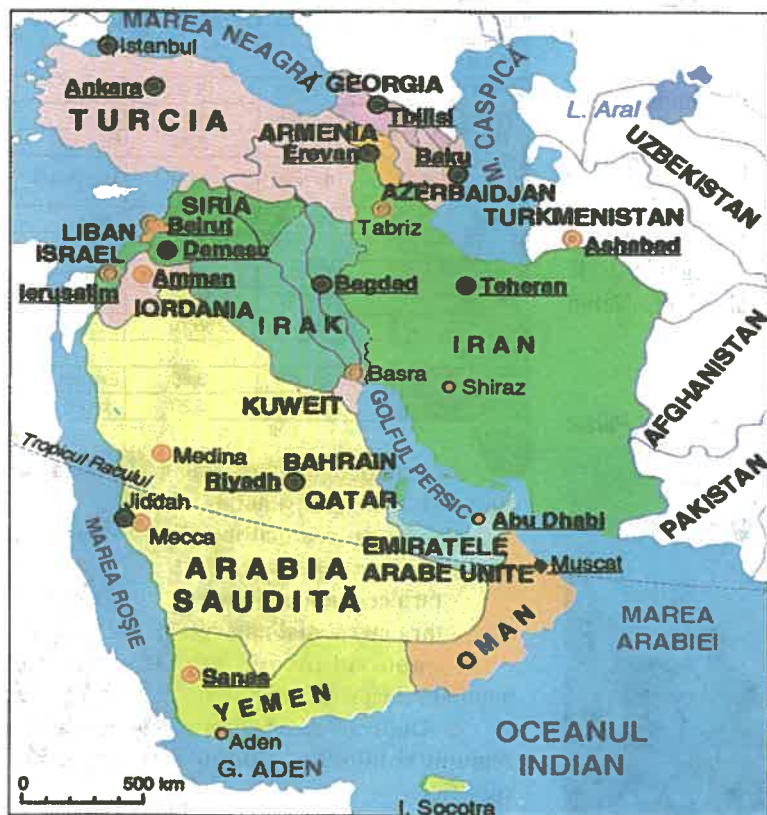 MAREA NEAGRĂ
Istanbul
Ankara
TURCIA
GEORGIA
Tbilisi
M. CASPICĂ
L. Aral
UZBEKISTAN
ARMENIA
Erevan
Baku
AZERBAIDJAN
TURKMENISTAN
Ashabad
SIRIA
Tabriz
LIBAN
Beirut
ISRAEL
Damasc
Ierusalim
Amman
IORDANIA
Bagdad
Teheran
IRAK
IRAN
AFGHANISTAN
Basra
Shiraz
KUWEIT
GOLFUL PERSIC
PAKISTAN
Tropicul Racului
Medina
BAHRAIN
Riyadh
QATAR
Jiddah
Mecca
Abu Dhabi
EMIRATELE
ARABE UNITE
Muscat
ARABIA
SAUDITĂ
MAREA ROȘIE
OMAN
MAREA
ARABIEI
Sanaa
YEMEN
Aden
G. ADEN
OCEANUL
INDIAN
0 500 km
I. Socotra